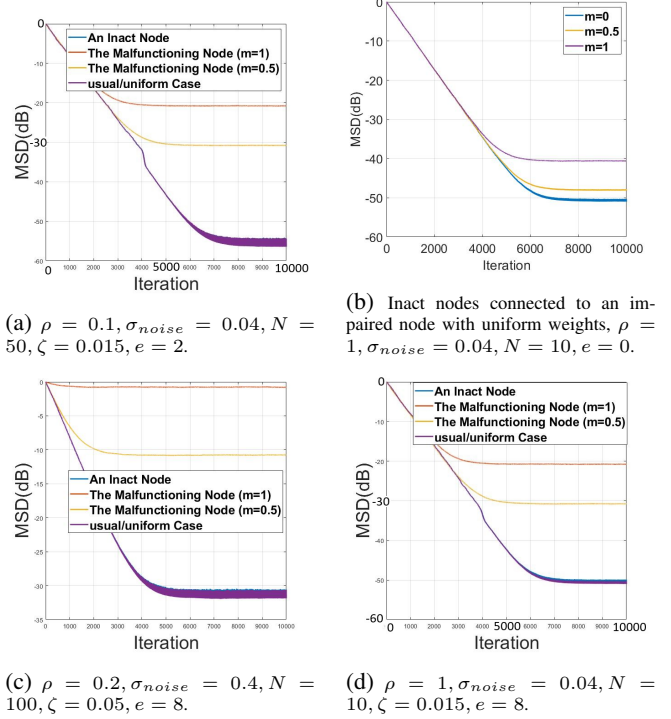 0
-20
-30
-40
-50
-60
MSD(dB)
An Inact Node
The Malfunctioning Node (m=1)
The Malfunctioning Node (m=0.5)
usual/uniform Case
0 1000 2000 3000 4000 5000 6000 7000 8000 9000 10000
Iteration
(a) ρ = 0.1, σnoise = 0.04, N =
50, ζ = 0.015, e = 2.
0
-10
-20
-30
-40
-50
-60
MSD(dB)
m=0
m=0.5
m=1
0 2000 4000 6000 8000 10000
Iteration
(b) Inact nodes connected to an im-
paired node with uniform weights, ρ =
1, σnoise = 0.04, N = 10, e = 0.
0
-5
-10
-15
-20
-25
-30
-35
MSD(dB)
An Inact Node
The Malfunctioning Node (m=1)
The Malfunctioning Node (m=0.5)
usual/uniform Case
0 1000 2000 3000 4000 5000 6000 7000 8000 9000 10000
Iteration
(c) ρ = 0.2, σnoise = 0.4, N =
100, ζ = 0.05, e = 8.
0
-10
-20
-30
-40
-50
-60
MSD(dB)
An Inact Node
The Malfunctioning Node (m=1)
The Malfunctioning Node (m=0.5)
usual/uniform Case
0 1000 2000 3000 4000 5000 6000 7000 8000 9000 10000
Iteration
(d) ρ = 1, σnoise = 0.04, N =
10, ζ = 0.015, e = 8.